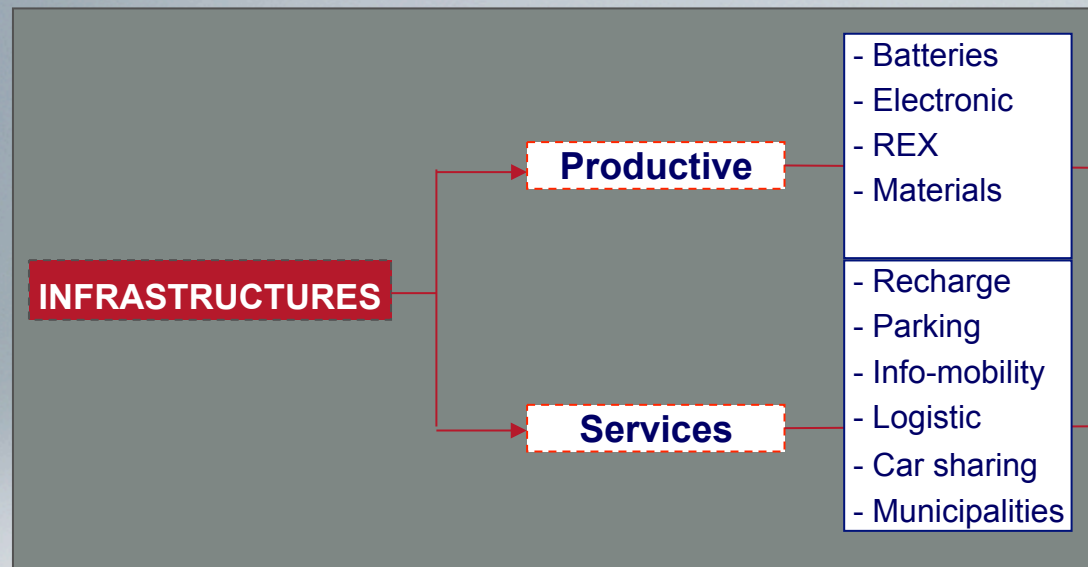 INFRASTRUCTURES
Productive
- Batteries
- Electronic
- REX
- Materials
Services
- Recharge
- Parking
- Info-mobility
- Logistic
- Car sharing
- Municipalities